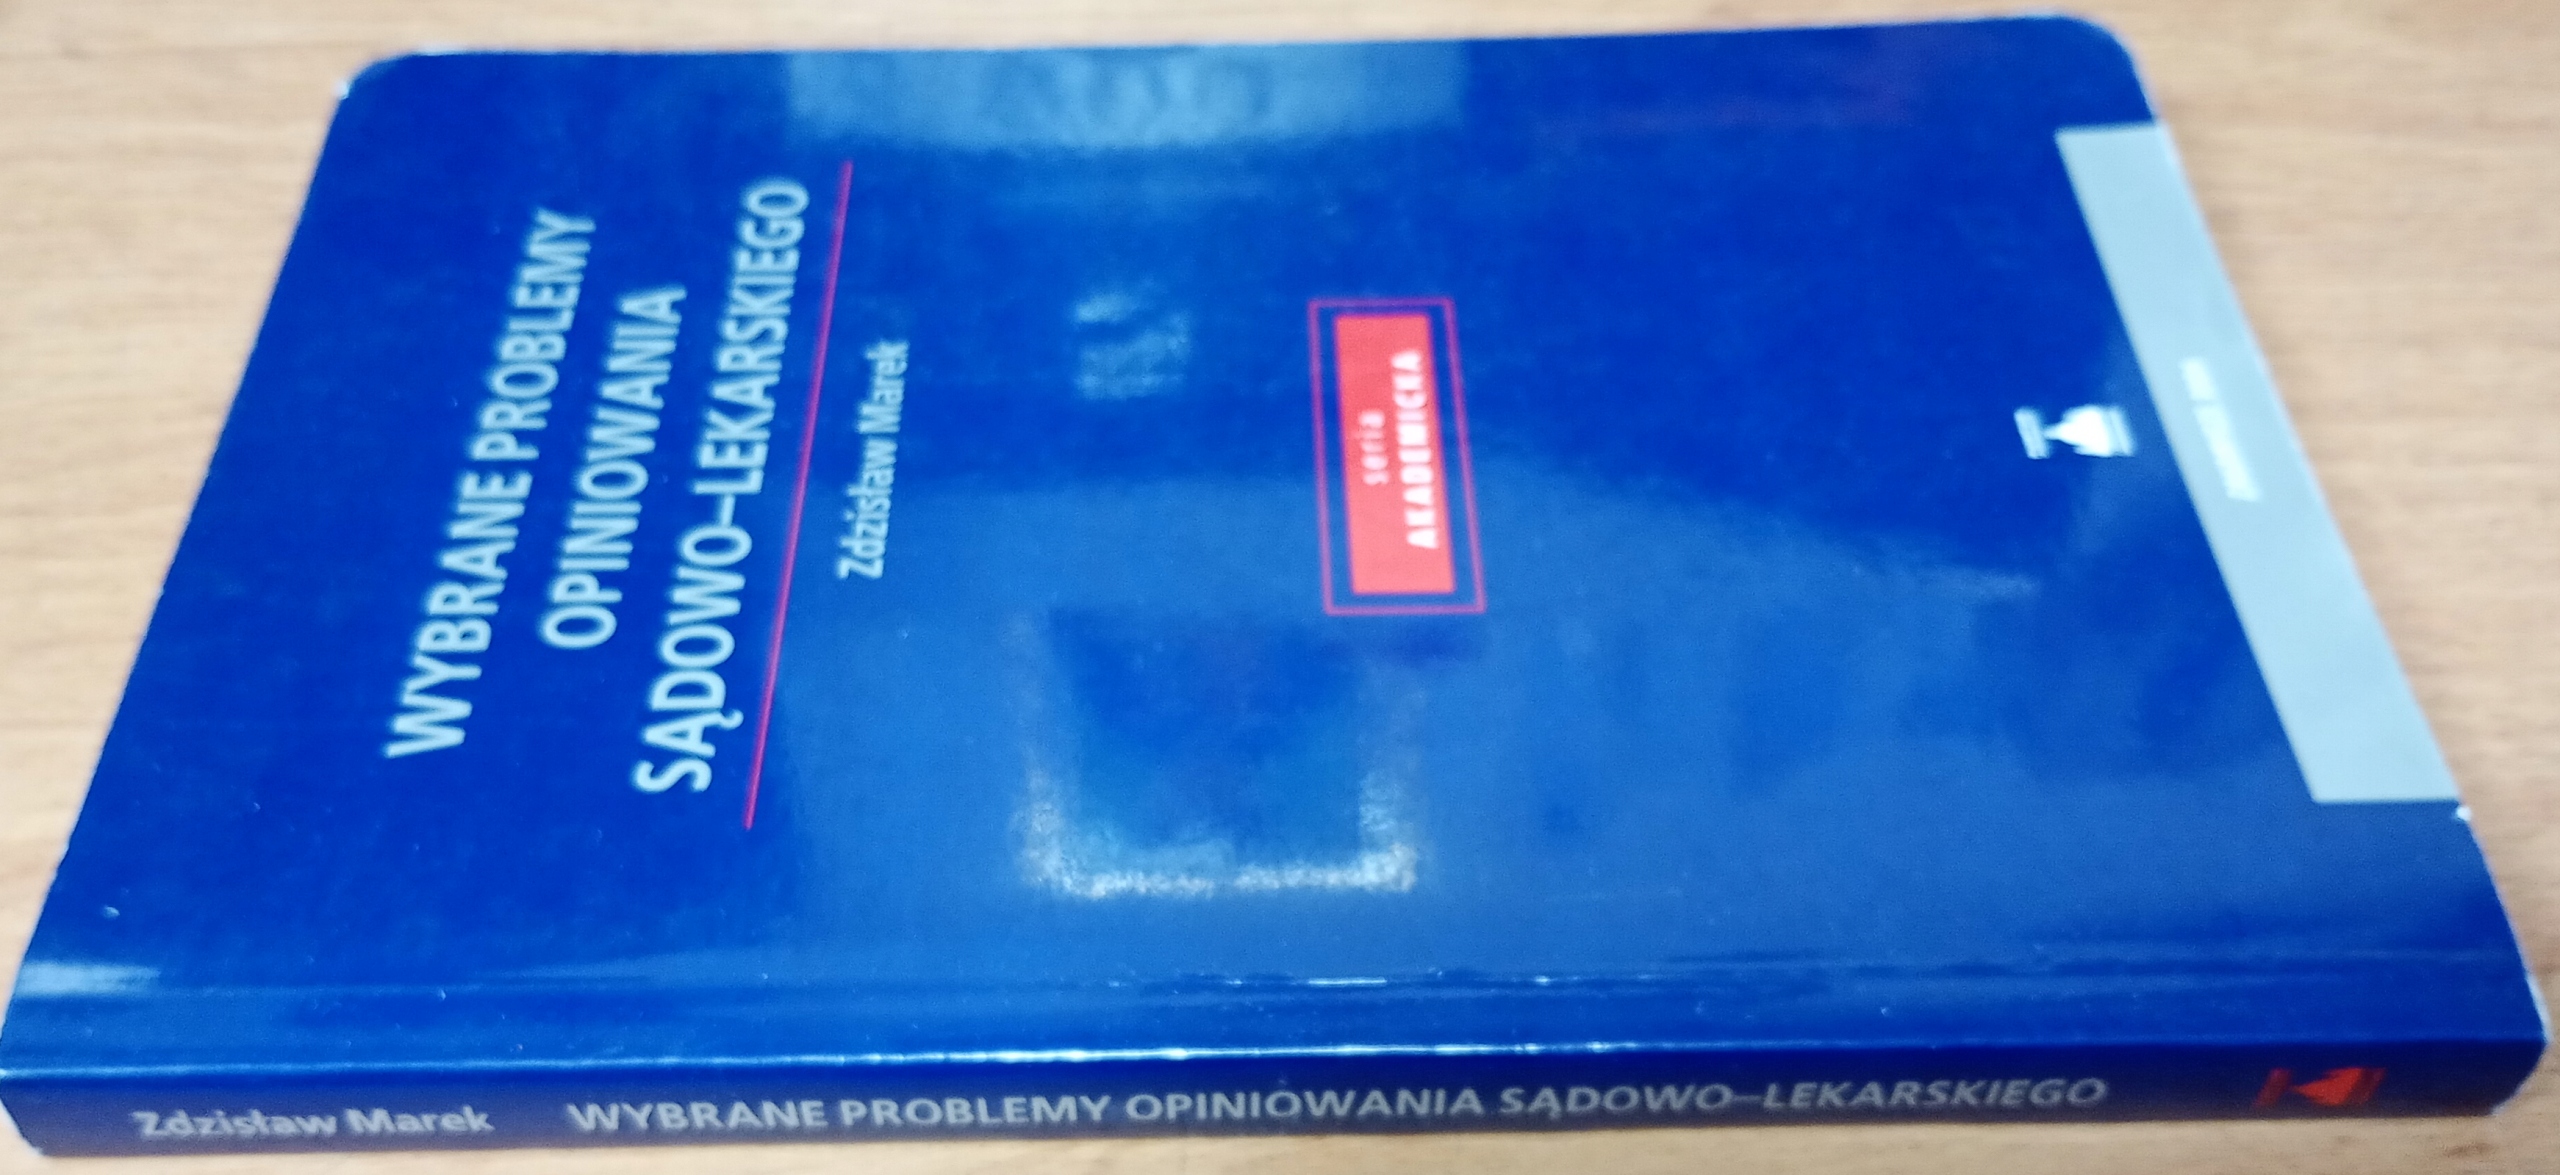 WYBRANE PROBLEMY
OPINIOWANIA
SĄDOWO–LEKARSKIEGO
Zdzisław Marek
seria
AKADEMICKA
Zdzisław Marek WYBRANE PROBLEMY OPINIOWANIA SĄDOWO–LEKARSKIEGO